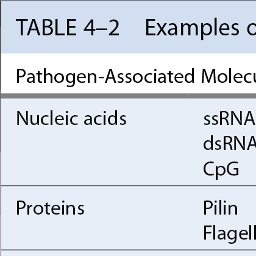 TABLE 4–2 Examples o
Pathogen-Associated Molecu
Nucleic acids ssRNA
dsRNA
CpG
Proteins Pilin
Flagell